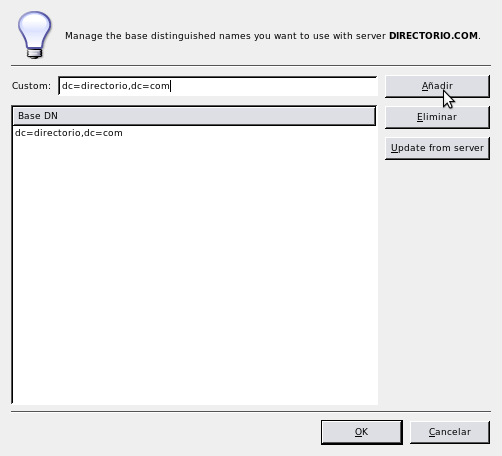 Manage the base distinguished names you want to use with server DIRECTORIO.COM.
Custom: dc=directorio,dc=com
Añadir
Base DN
dc=directorio,dc=com
Eliminar
Update from server
OK
Cancelar